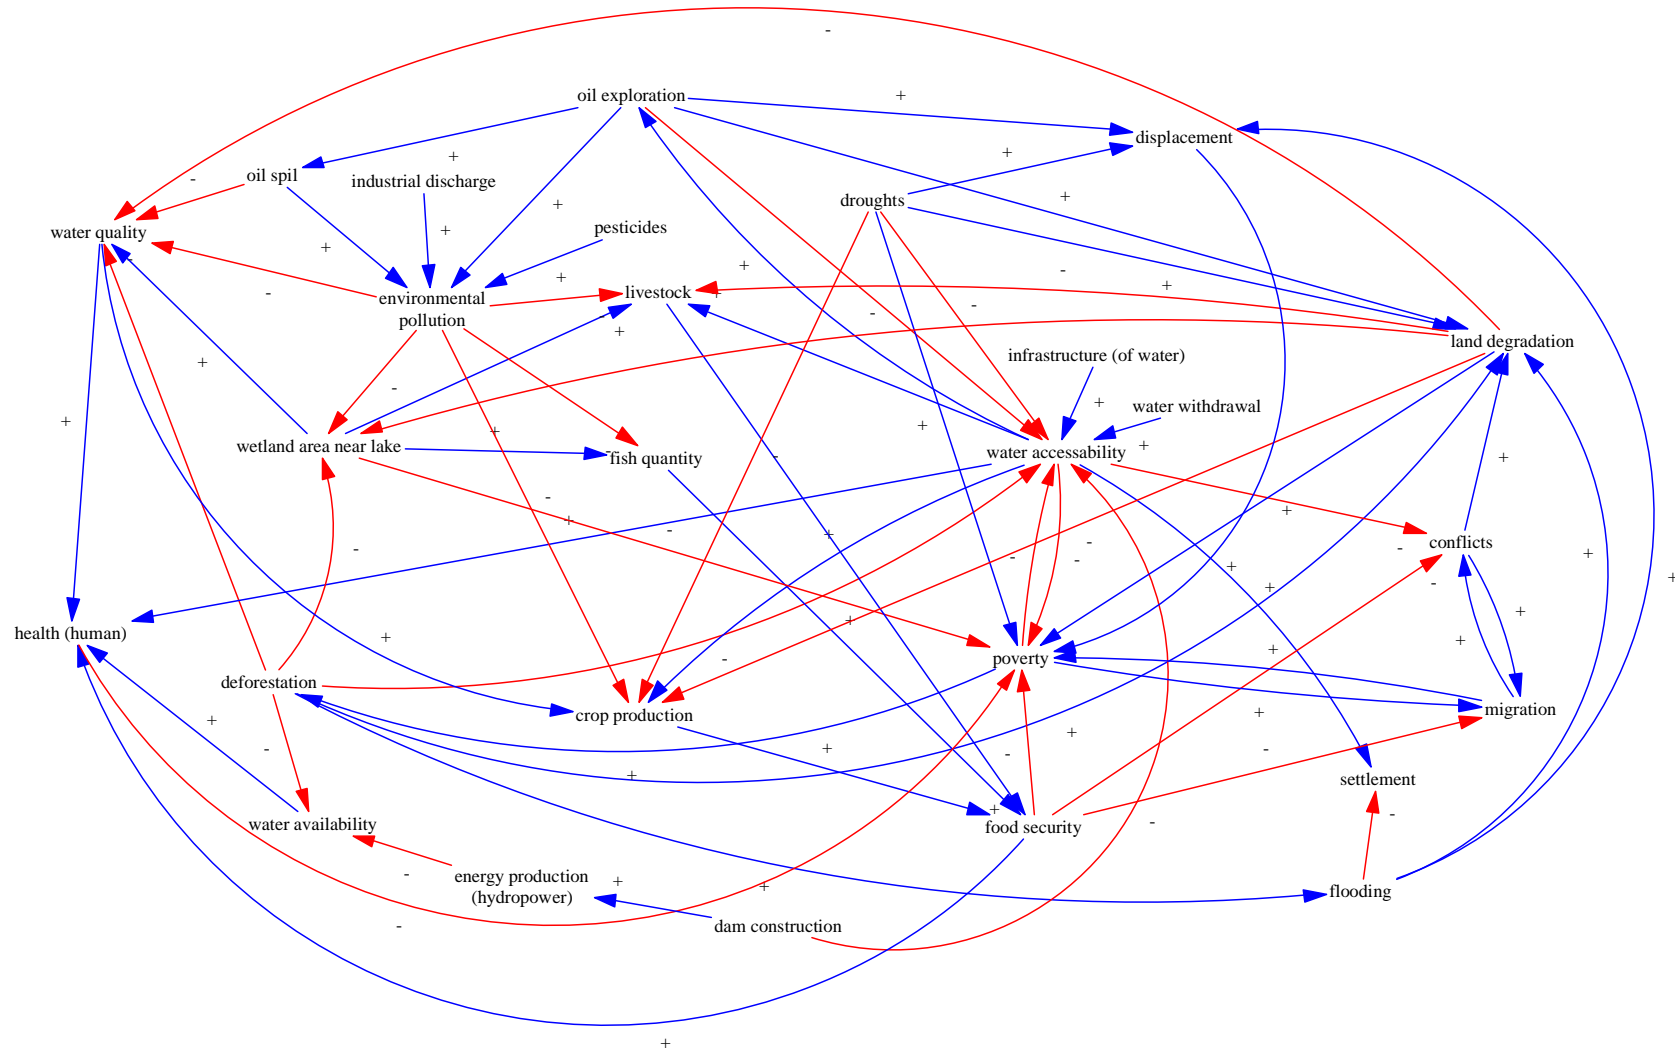 oil exploration
displacement
oil spil
industrial discharge
droughts
water quality
pesticides
environmental
pollution
livestock
land degradation
infrastructure (of water)
water withdrawal
wetland area near lake
fish quantity
water accessability
conflicts
health (human)
poverty
deforestation
crop production
migration
settlement
water availability
food security
energy production
(hydropower)
flooding
dam construction